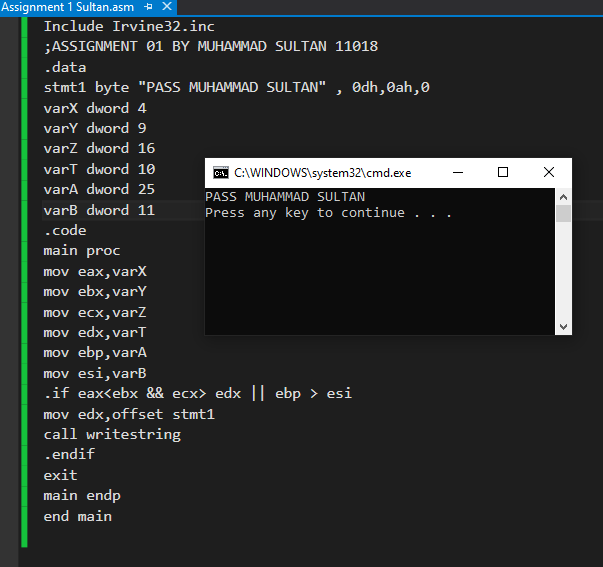 Assignment 1 Sultan.asm
Include Irvine32.inc
;ASSIGNMENT 01 BY MUHAMMAD SULTAN 11018
.data
stmt1 byte "PASS MUHAMMAD SULTAN" , 0dh,0ah,0
varX dword 4
varY dword 9
varZ dword 16
varT dword 10
varA dword 25
varB dword 11
.code
main proc
mov eax,varX
mov ebx,varY
mov ecx,varZ
mov edx,varT
mov ebp,varA
mov esi,varB
.if eax<ebx && ecx> edx || ebp > esi
mov edx,offset stmt1
call writestring
.endif
exit
main endp
end main
C:\WINDOWS\system32\cmd.exe
PASS MUHAMMAD SULTAN
Press any key to continue . . .